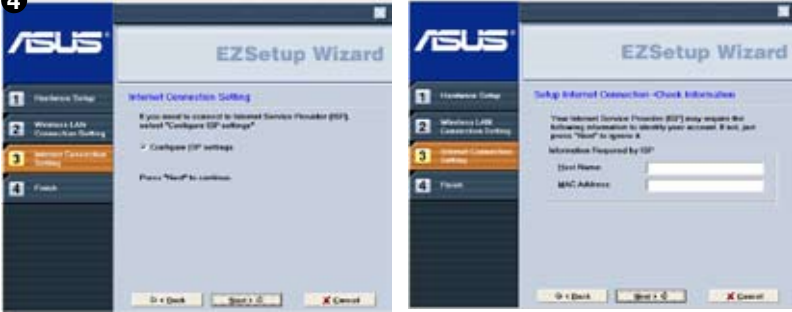 4
ASUS
EZSetup Wizard
1 Hardware Setup
2 Wireless LAN
Connection Setting
3 Internet Connection
Setting
4 Finish
Internet Connection Setting
If you need to connect to Internet Service Provider (ISP),
select "Configure ISP settings"
Configure ISP settings
Press "Next" to continue.
< Back
Next >
Cancel
ASUS
EZSetup Wizard
1 Hardware Setup
2 Wireless LAN
Connection Setting
3 Internet Connection
Setting
4 Finish
Setup Internet Connection -Check Information
Your Internet Service Provider (ISP) may require the
following information to identify your account. If not, just
press "Next" to ignore it.
Information Required by ISP
Host Name:
MAC Address:
< Back
Next >
Cancel